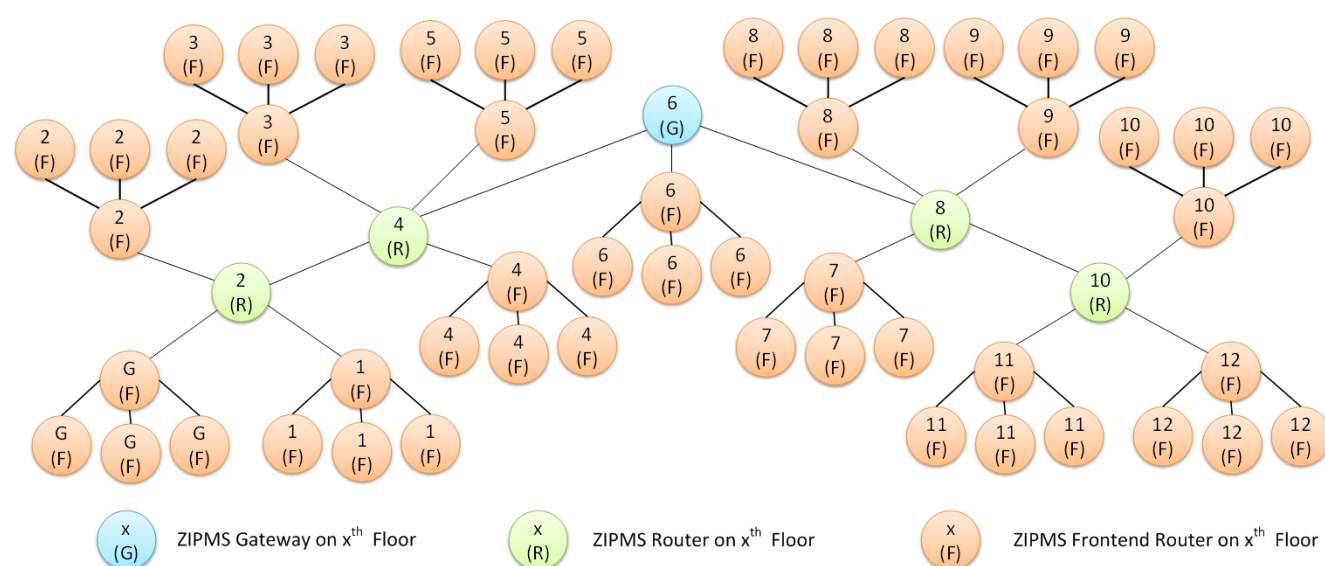 3 3 3
(F) (F) (F)
5 5 5
(F) (F) (F)
8 8 8
(F) (F) (F)
9 9 9
(F) (F) (F)
3
(F)
5
(F)
6
(G)
8
(F)
9
(F)
2 2 2
(F) (F) (F)
10 10 10
(F) (F) (F)
2
(F)
4
(R)
6
(F)
8
(R)
10
(F)
6 6 6
(F) (F) (F)
2
(R)
4
(F)
7
(F)
10
(R)
4 4 4
(F) (F) (F)
7 7 7
(F) (F) (F)
G
(F)
1
(F)
11
(F)
12
(F)
G G G
(F) (F) (F)
1 1 1
(F) (F) (F)
11 11 11
(F) (F) (F)
12 12 12
(F) (F) (F)
x
(G)
ZIPMS Gateway on xth Floor
x
(R)
ZIPMS Router on xth Floor
x
(F)
ZIPMS Frontend Router on xth Floor